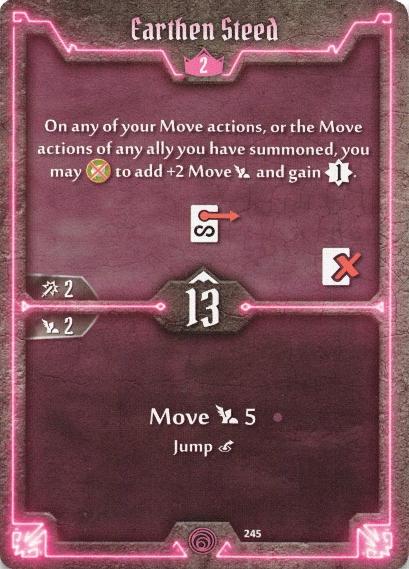 Earthen Steed
2
On any of your Move actions, or the Move
actions of any ally you have summoned, you
may to add +2 Move and gain 1.
2
13
2
Move 5
Jump
245